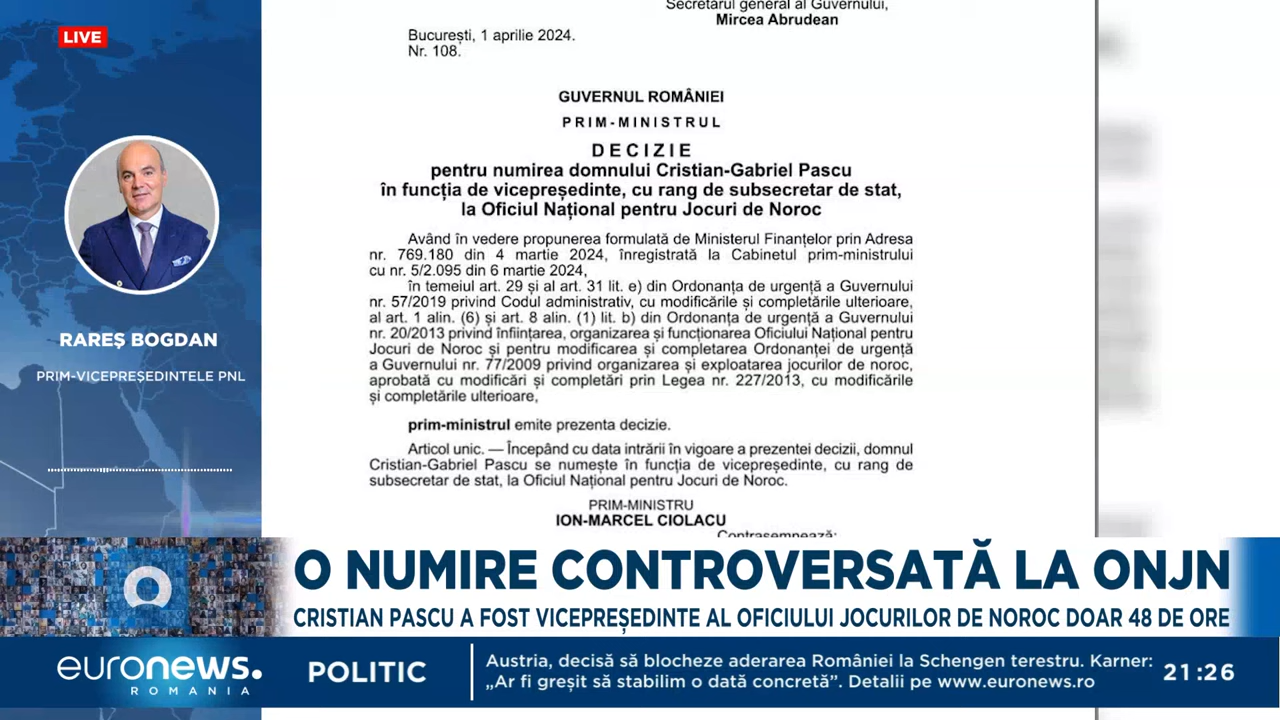 LIVE
Secretarul general al Guvernului,
Mircea Abrudean
București, 1 aprilie 2024.
Nr. 108.
GUVERNUL ROMÂNIEI
PRIM-MINISTRUL
DECIZIE
pentru numirea domnului Cristian-Gabriel Pascu
în funcția de vicepreședinte, cu rang de subsecretar de stat,
la Oficiul Național pentru Jocuri de Noroc
Având în vedere propunerea formulată de Ministerul Finanțelor prin Adresa
nr. 769.180 din 4 martie 2024, înregistrată la Cabinetul prim-ministrului
cu nr. 5/2.095 din 6 martie 2024,
în temeiul art. 29 și al art. 31 lit. e) din Ordonanța de urgență a Guvernului
nr. 57/2019 privind Codul administrativ, cu modificările și completările ulterioare,
al art. 1 alin. (6) și art. 8 alin. (1) lit. b) din Ordonanța de urgență a Guvernului
nr. 20/2013 privind înființarea, organizarea și funcționarea Oficiului Național pentru
Jocuri de Noroc și pentru modificarea și completarea Ordonanței de urgență
a Guvernului nr. 77/2009 privind organizarea și exploatarea jocurilor de noroc,
aprobată cu modificări și completări prin Legea nr. 227/2013, cu modificările
și completările ulterioare,
prim-ministrul emite prezenta decizie.
Articol unic. — Începând cu data intrării în vigoare a prezentei decizii, domnul
Cristian-Gabriel Pascu se numește în funcția de vicepreședinte, cu rang de
subsecretar de stat, la Oficiul Național pentru Jocuri de Noroc.
PRIM-MINISTRU
ION-MARCEL CIOLACU
Contrasemnează:
RAREȘ BOGDAN
PRIM-VICEPREȘEDINTELE PNL
O NUMIRE CONTROVERSATĂ LA ONJN
CRISTIAN PASCU A FOST VICEPREȘEDINTE AL OFICIULUI JOCURILOR DE NOROC DOAR 48 DE ORE
euronews.
ROMANIA
POLITIC
Austria, decisă să blocheze aderarea României la Schengen terestru. Karner:
„Ar fi greșit să stabilim o dată concretă”. Detalii pe www.euronews.ro
21:26